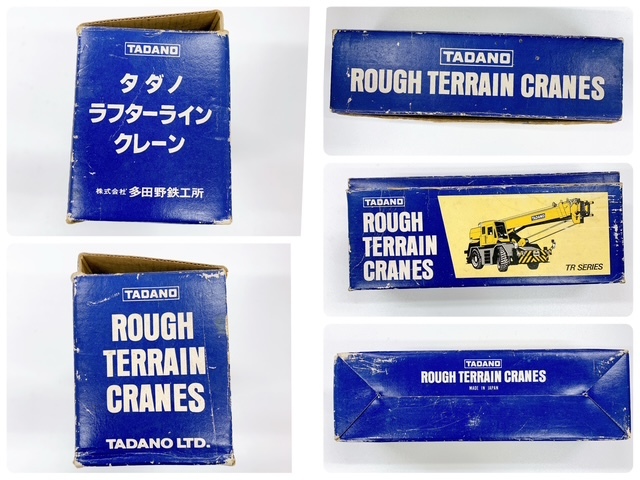 TADANO
タダノ
ラフターライン
クレーン
株式会社 多田野鉄工所
TADANO
ROUGH
TERRAIN
CRANES
TADANO LTD.
TADANO
ROUGH TERRAIN CRANES
TADANO
ROUGH
TERRAIN
CRANES
TADANO
TR SERIES
TADANO
ROUGH TERRAIN CRANES
MADE IN JAPAN